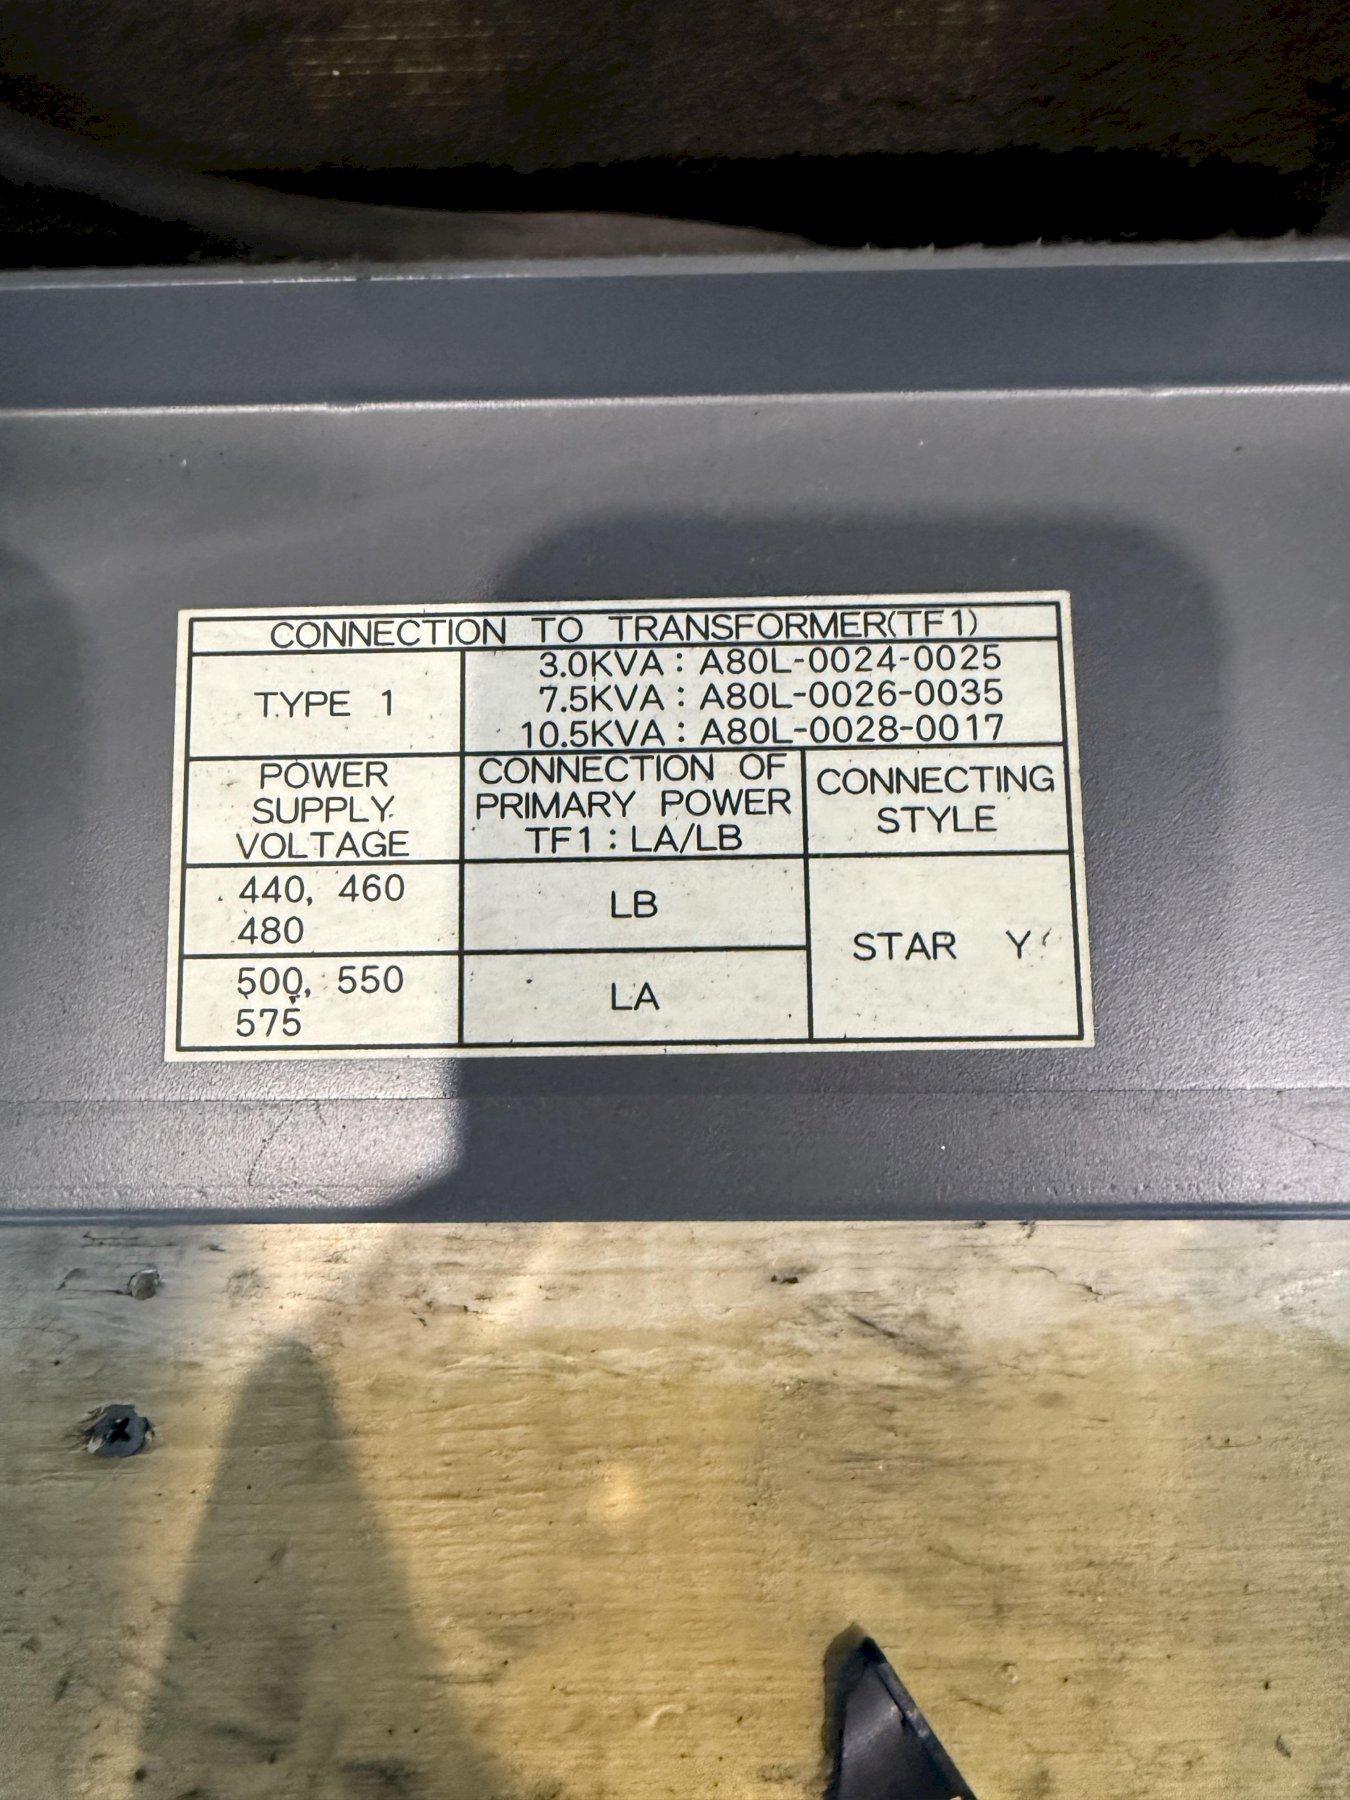 CONNECTION TO TRANSFORMER(TF1)
TYPE 1
3.0KVA : A80L-0024-0025
7.5KVA : A80L-0026-0035
10.5KVA : A80L-0028-0017
POWER
SUPPLY
VOLTAGE
CONNECTION OF
PRIMARY POWER
TF1 : LA/LB
CONNECTING
STYLE
440, 460
480
LB
STAR Y
500, 550
575
LA